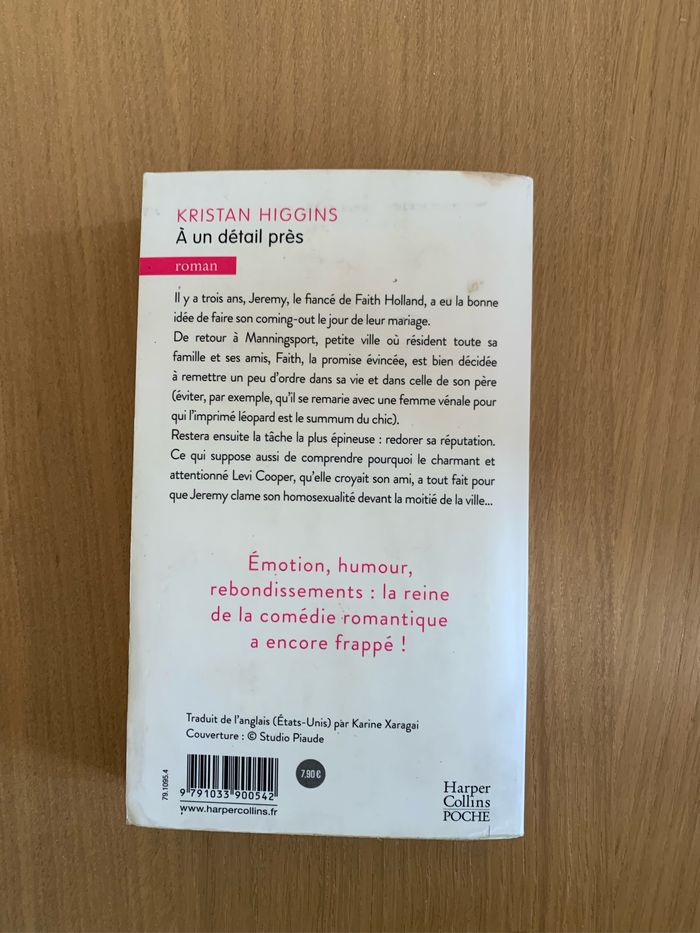 KRISTAN HIGGINS
À un détail près
roman
Il y a trois ans, Jeremy, le fiancé de Faith Holland, a eu la bonne
idée de faire son coming-out le jour de leur mariage.
De retour à Manningsport, petite ville où résident toute sa
famille et ses amis, Faith, la promise évincée, est bien décidée
à remettre un peu d'ordre dans sa vie et dans celle de son père
(éviter, par exemple, qu'il se remarie avec une femme vénale pour
qui l'imprimé léopard est le summum du chic).
Restera ensuite la tâche la plus épineuse : redorer sa réputation.
Ce qui suppose aussi de comprendre pourquoi le charmant et
attentionné Levi Cooper, qu'elle croyait son ami, a tout fait pour
que Jeremy clame son homosexualité devant la moitié de la ville...
Émotion, humour,
rebondissements : la reine
de la comédie romantique
a encore frappé !
Traduit de l'anglais (États-Unis) par Karine Xaragai
Couverture : © Studio Piaude
79.1095.4
7,90 €
9 791033 900542
www.harpercollins.fr
Harper
Collins
POCHE